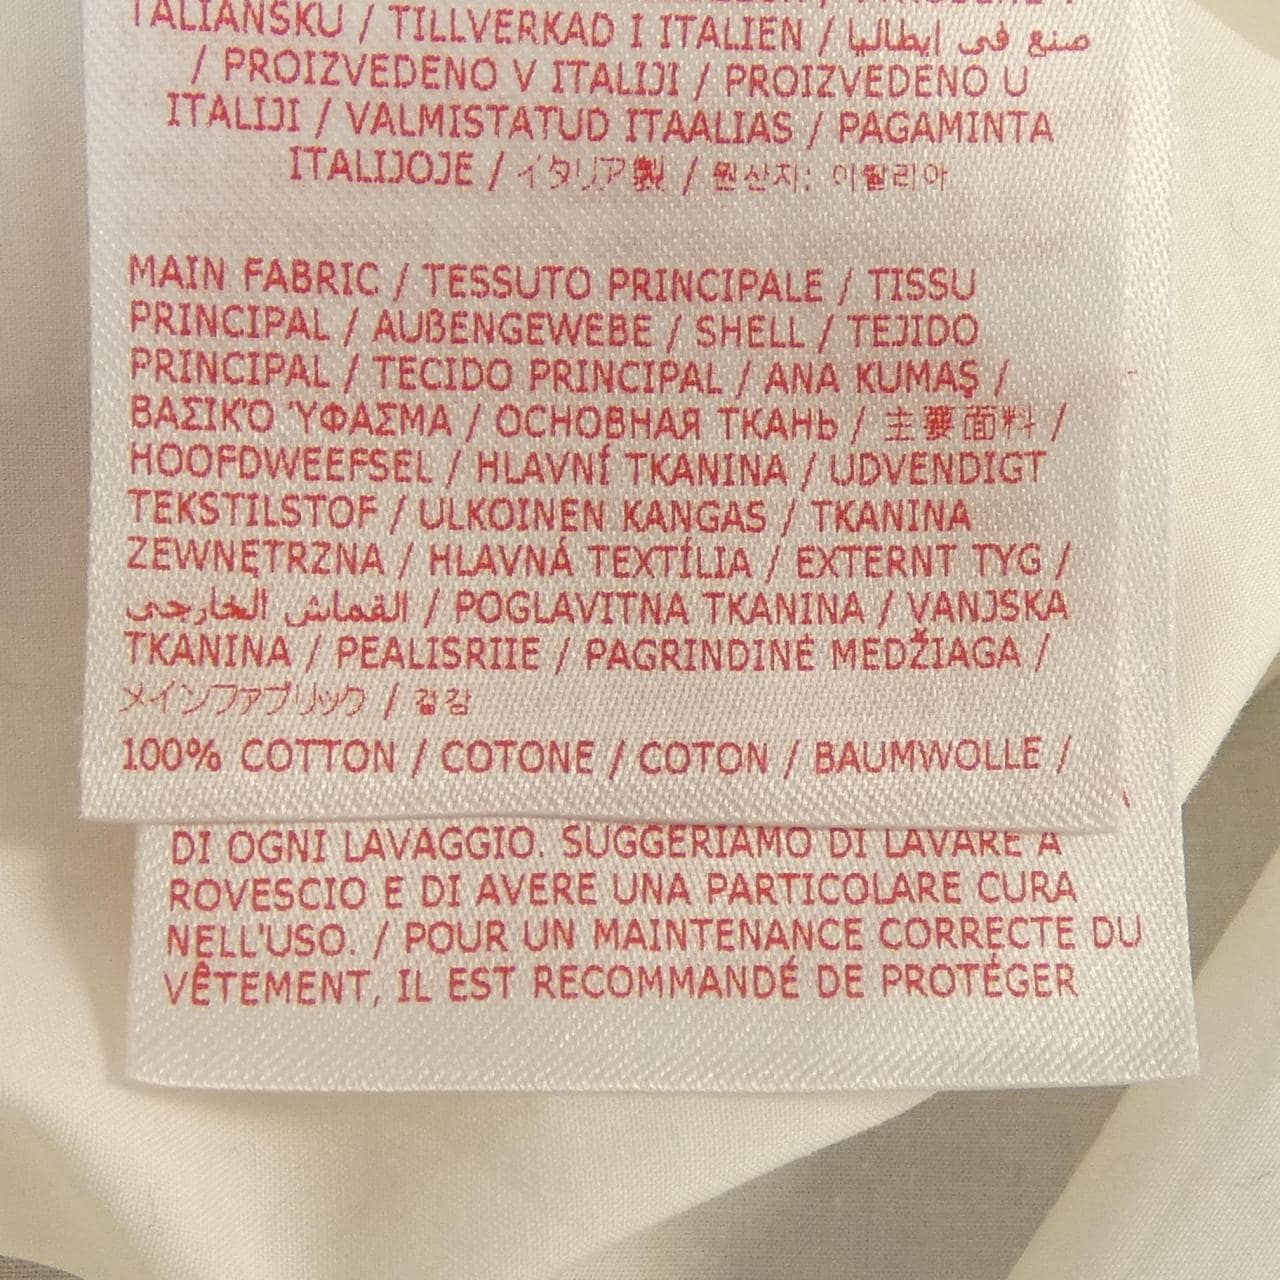 TALIANSKU / TILLVERKAD I ITALIEN / صنع في إيطاليا
/ PROIZVEDENO V ITALIJI / PROIZVEDENO U
ITALIJI / VALMISTATUD ITAALIAS / PAGAMINTA
ITALIJOJE / イタリア製 / 원산지: 이탈리아
MAIN FABRIC / TESSUTO PRINCIPALE / TISSU
PRINCIPAL / AUßENGEWEBE / SHELL / TEJIDO
PRINCIPAL / TECIDO PRINCIPAL / ANA KUMAŞ /
ΒΑΣΙΚΌ ΎΦΑΣΜΑ / ОСНОВНАЯ ТКАНЬ / 主要面料 /
HOOFDWEEFSEL / HLAVNÍ TKANINA / UDVENDIGT
TEKSTILSTOF / ULKOINEN KANGAS / TKANINA
ZEWNĘTRZNA / HLAVNÁ TEXTÍLIA / EXTERNT TYG /
القماش الخارجي / POGLAVITNA TKANINA / VANJSKA
TKANINA / PEALISRIIE / PAGRINDINĖ MEDŽIAGA /
メインファブリック / 겉감
100% COTTON / COTONE / COTON / BAUMWOLLE /
DI OGNI LAVAGGIO. SUGGERIAMO DI LAVARE A
ROVESCIO E DI AVERE UNA PARTICOLARE CURA
NELL'USO. / POUR UN MAINTENANCE CORRECTE DU
VÊTEMENT, IL EST RECOMMANDÉ DE PROTÉGER